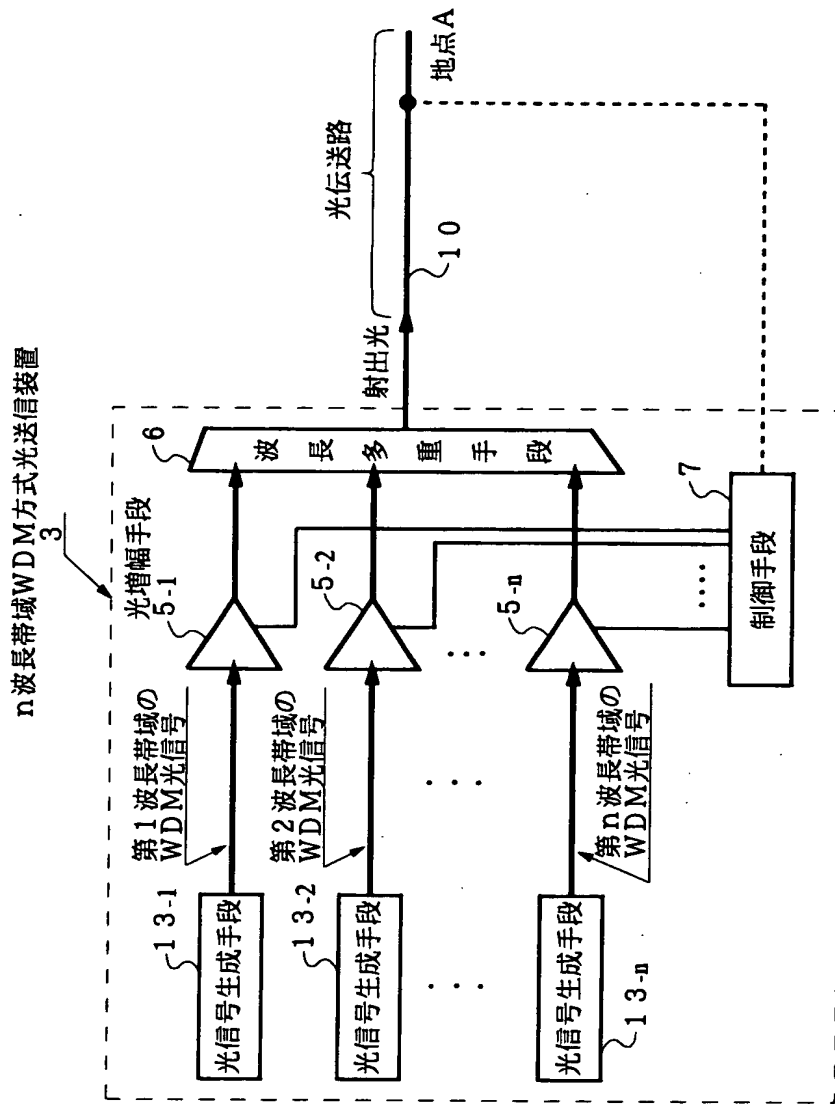 n波長帯域WDM方式光送信装置
3
光増幅手段
5-1
5-2
5-n
第1波長帯域の
WDM光信号
第2波長帯域の
WDM光信号
第n波長帯域の
WDM光信号
13-1
光信号生成手段
13-2
光信号生成手段
光信号生成手段
13-n
6
波長多重手段
射出光
光伝送路
10
地点A
7
制御手段